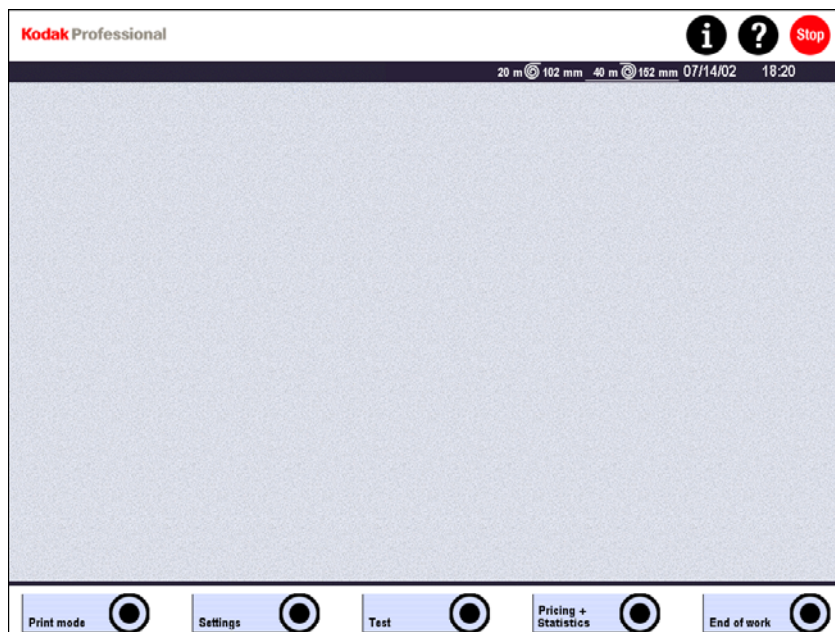 Kodak Professional
i ? Stop
20 m 102 mm 40 m 152 mm 07/14/02 18:20
Print mode
Settings
Test
Pricing +
Statistics
End of work